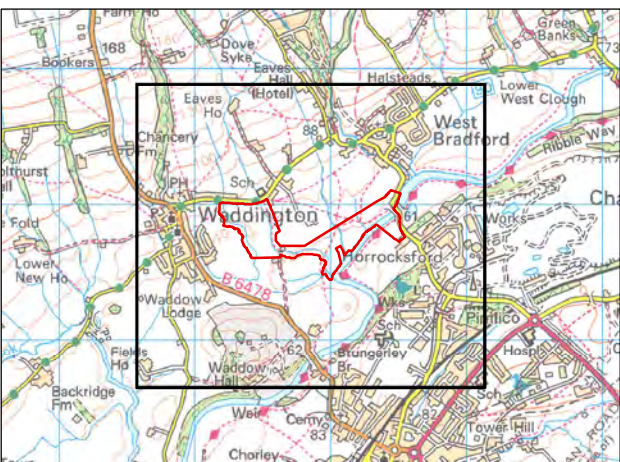 Farm
Ho
Green
Banks
73
Bookers
168
Dove
Syke
Eaves
Hall
(Hotel)
Halsteads
Lower
West Clough
Eaves
Ho
88
West
Bradford
Chancery
Fm
Ribble Way
PH
Sch
Waddington
61
Works
Fold
Horrocksford
Lower
New Ho
B 6478
Wks
LC
Waddow
Lodge
Pimlico
Sch
Hospl
Fields
Hd
62
Brungerley
Br
Waddow
Hall
Backridge
Fm
Sch
Weir
Cemy
83
82
Tower Hill
Chorley